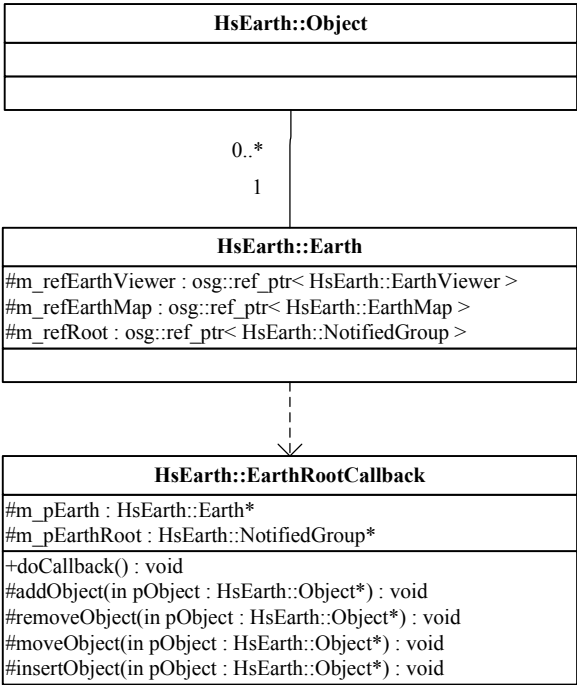 HsEarth::Object
0..*
1
HsEarth::Earth
#m_refEarthViewer : osg::ref_ptr< HsEarth::EarthViewer >
#m_refEarthMap : osg::ref_ptr< HsEarth::EarthMap >
#m_refRoot : osg::ref_ptr< HsEarth::NotifiedGroup >
HsEarth::EarthRootCallback
#m_pEarth : HsEarth::Earth*
#m_pEarthRoot : HsEarth::NotifiedGroup*
+doCallback() : void
#addObject(in pObject : HsEarth::Object*) : void
#removeObject(in pObject : HsEarth::Object*) : void
#moveObject(in pObject : HsEarth::Object*) : void
#insertObject(in pObject : HsEarth::Object*) : void